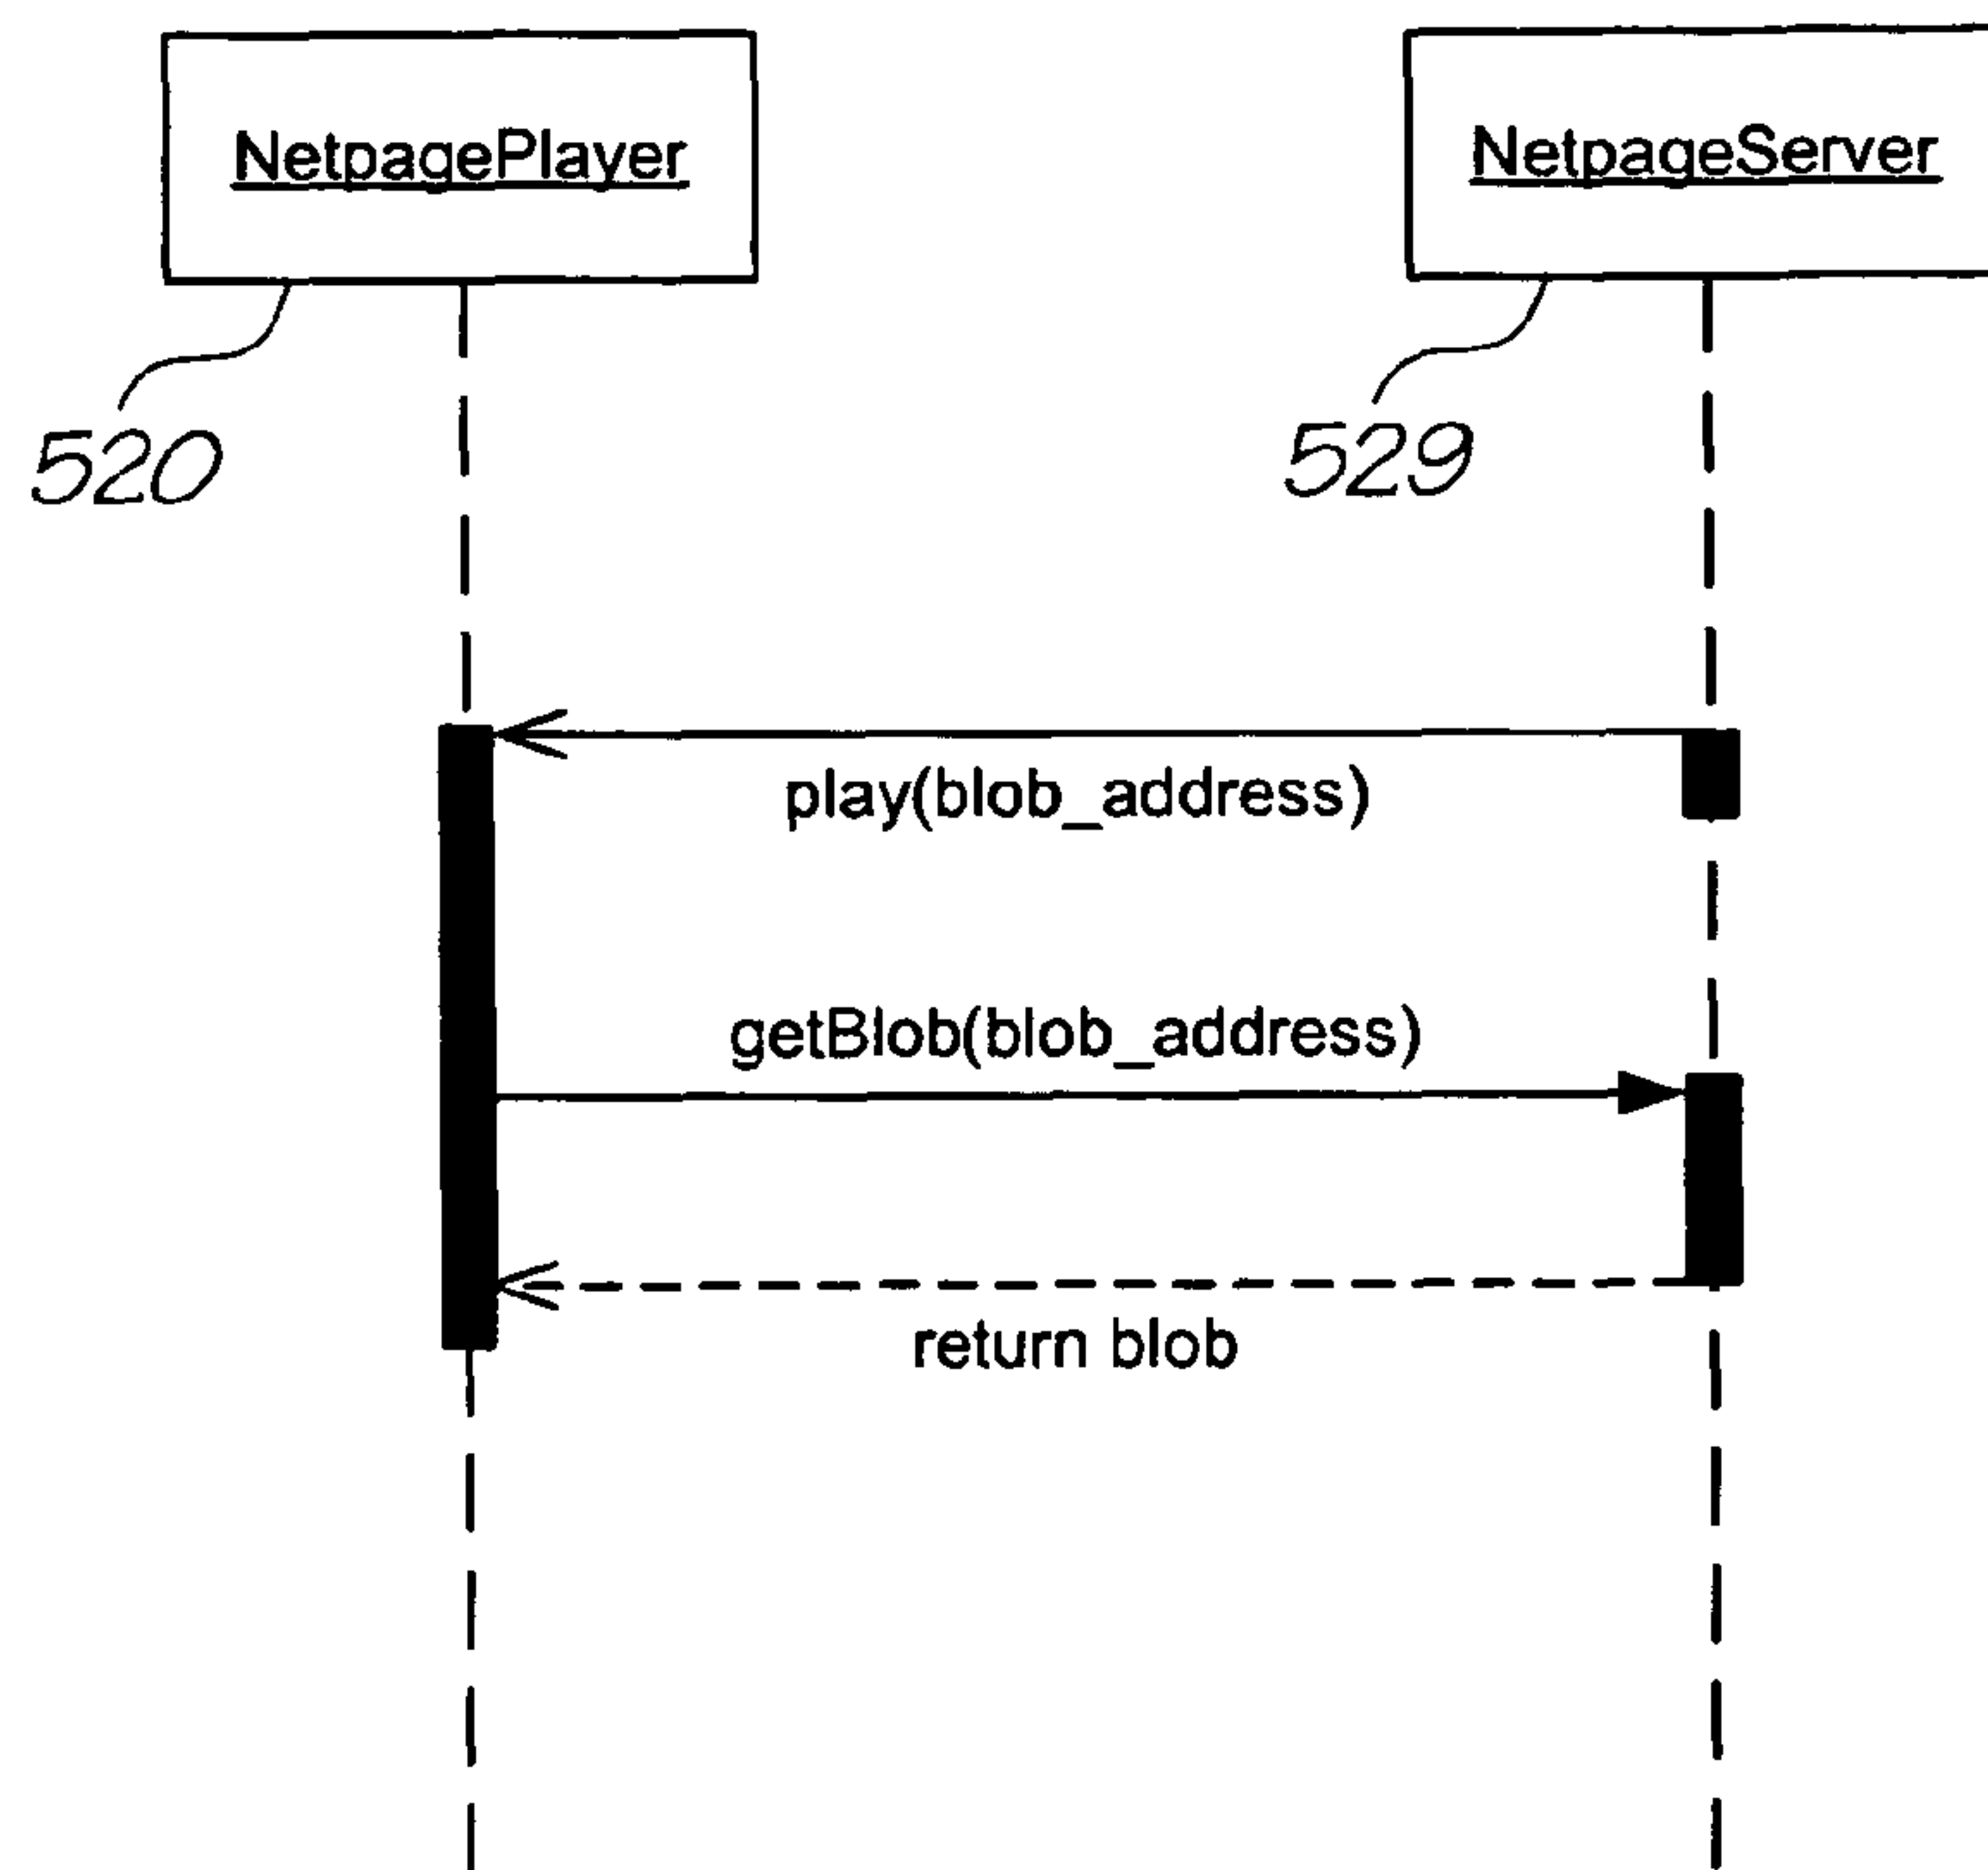 NetpagePlayer
NetpageServer
520
529
play(blob_address)
getBlob(blob_address)
return blob